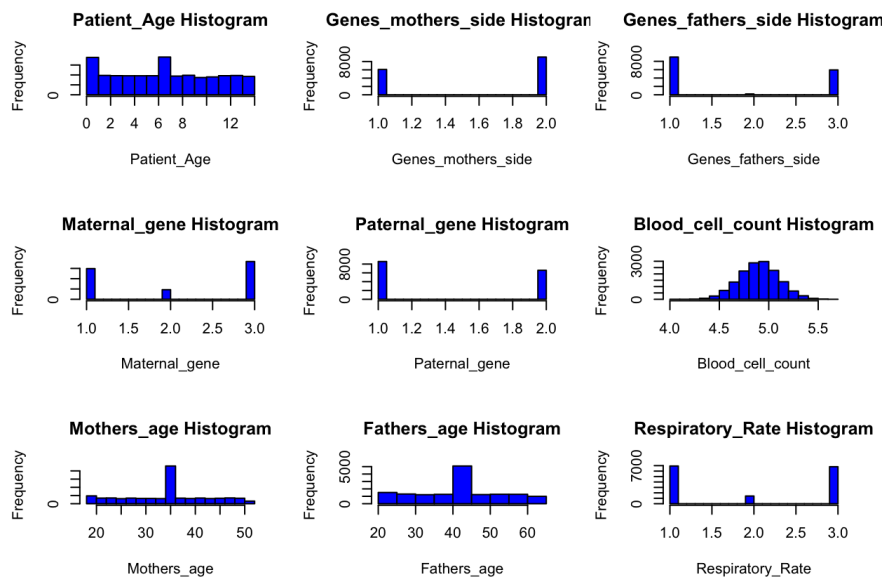 Patient_Age Histogram
Frequency
0
0 2 4 6 8 12
Patient_Age
Genes_mothers_side Histogran
Frequency
0 8000
1.0 1.2 1.4 1.6 1.8 2.0
Genes_mothers_side
Genes_fathers_side Histogram
Frequency
0 8000
1.0 1.5 2.0 2.5 3.0
Genes_fathers_side
Maternal_gene Histogram
Frequency
0
1.0 1.5 2.0 2.5 3.0
Maternal_gene
Paternal_gene Histogram
Frequency
0 8000
1.0 1.2 1.4 1.6 1.8 2.0
Paternal_gene
Blood_cell_count Histogram
Frequency
0 3000
4.0 4.5 5.0 5.5
Blood_cell_count
Mothers_age Histogram
Frequency
0
20 30 40 50
Mothers_age
Fathers_age Histogram
Frequency
0 5000
20 30 40 50 60
Fathers_age
Respiratory_Rate Histogram
Frequency
0 7000
1.0 1.5 2.0 2.5 3.0
Respiratory_Rate